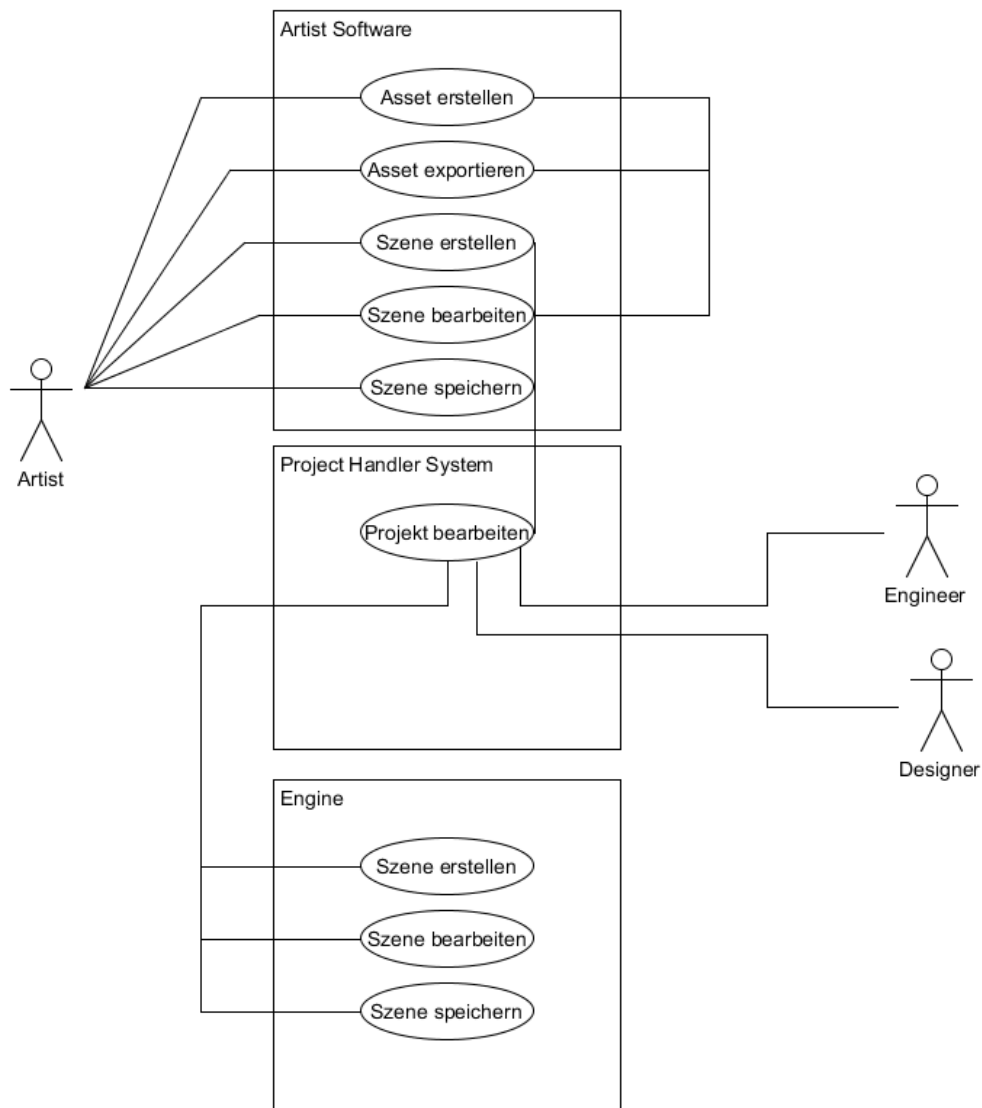 Artist Software
Asset erstellen
Asset exportieren
Szene erstellen
Szene bearbeiten
Szene speichern
Artist
Project Handler System
Projekt bearbeiten
Engineer
Designer
Engine
Szene erstellen
Szene bearbeiten
Szene speichern